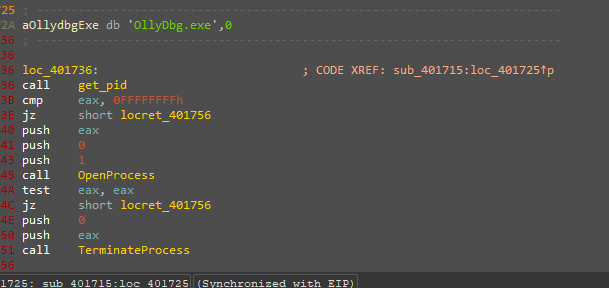 725 ; ---------------------------------------------------------------------------
72A aOllydbgExe db 'OllyDbg.exe',0
36 ; ---------------------------------------------------------------------------
36
36 loc_401736: ; CODE XREF: sub_401715:loc_401725↑p
36 call get_pid
3B cmp eax, 0FFFFFFFFh
3E jz short locret_401756
40 push eax
41 push 0
43 push 1
45 call OpenProcess
4A test eax, eax
4C jz short locret_401756
4E push 0
50 push eax
51 call TerminateProcess
56
1725: sub_401715:loc_401725 (Synchronized with EIP)